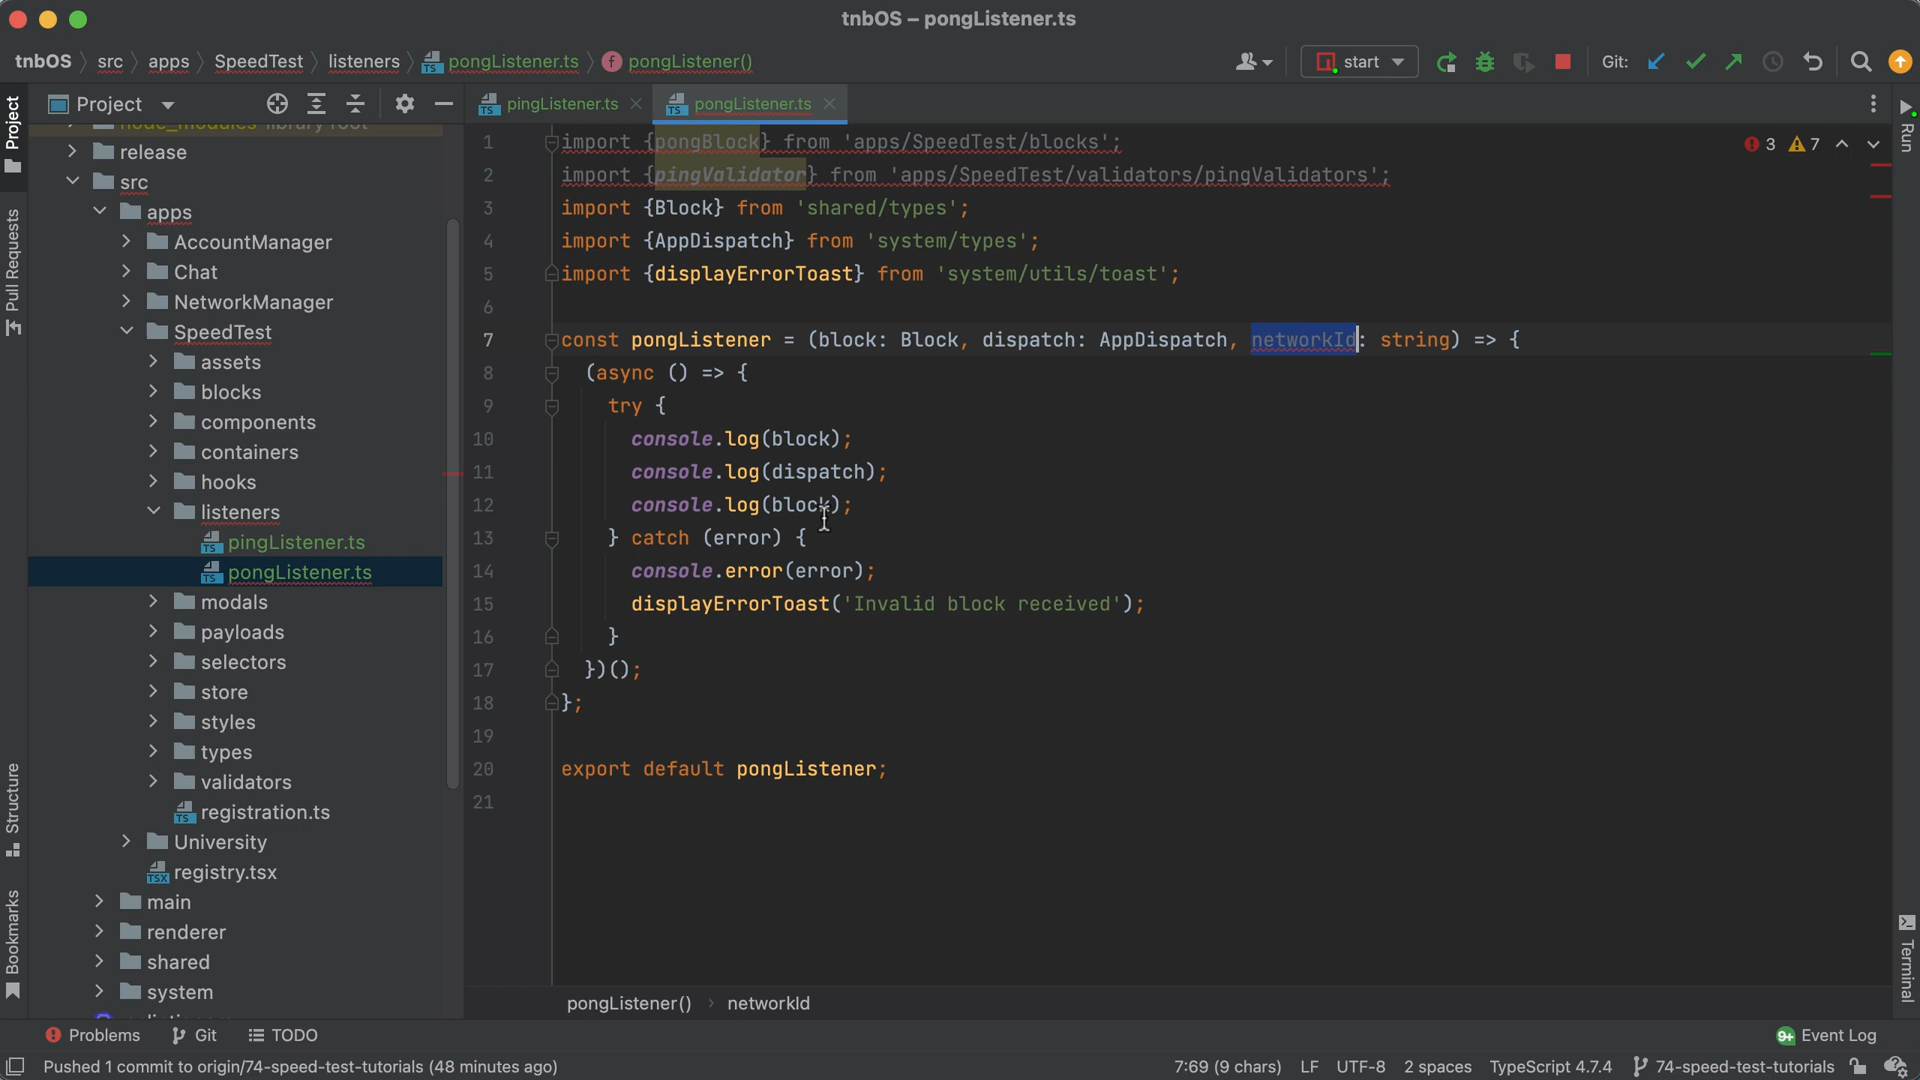 tnbOS – pongListener.ts
tnbOS src apps SpeedTest listeners pongListener.ts pongListener()
start
Git:
Project
pingListener.ts
pongListener.ts
Project
Pull Requests
Structure
Bookmarks
node_modules library root
release
src
apps
AccountManager
Chat
NetworkManager
SpeedTest
assets
blocks
components
containers
hooks
listeners
pingListener.ts
pongListener.ts
modals
payloads
selectors
store
styles
types
validators
registration.ts
University
registry.tsx
main
renderer
shared
system
3 7
1 import {pongBlock} from 'apps/SpeedTest/blocks';
2 import {pingValidator} from 'apps/SpeedTest/validators/pingValidators';
3 import {Block} from 'shared/types';
4 import {AppDispatch} from 'system/types';
5 import {displayErrorToast} from 'system/utils/toast';
6
7 const pongListener = (block: Block, dispatch: AppDispatch, networkId: string) => {
8 (async () => {
9 try {
10 console.log(block);
11 console.log(dispatch);
12 console.log(block);
13 } catch (error) {
14 console.error(error);
15 displayErrorToast('Invalid block received');
16 }
17 })();
18 };
19
20 export default pongListener;
21
Run
Terminal
pongListener() networkId
Problems Git TODO
9+ Event Log
Pushed 1 commit to origin/74-speed-test-tutorials (48 minutes ago)
7:69 (9 chars) LF UTF-8 2 spaces TypeScript 4.7.4 74-speed-test-tutorials